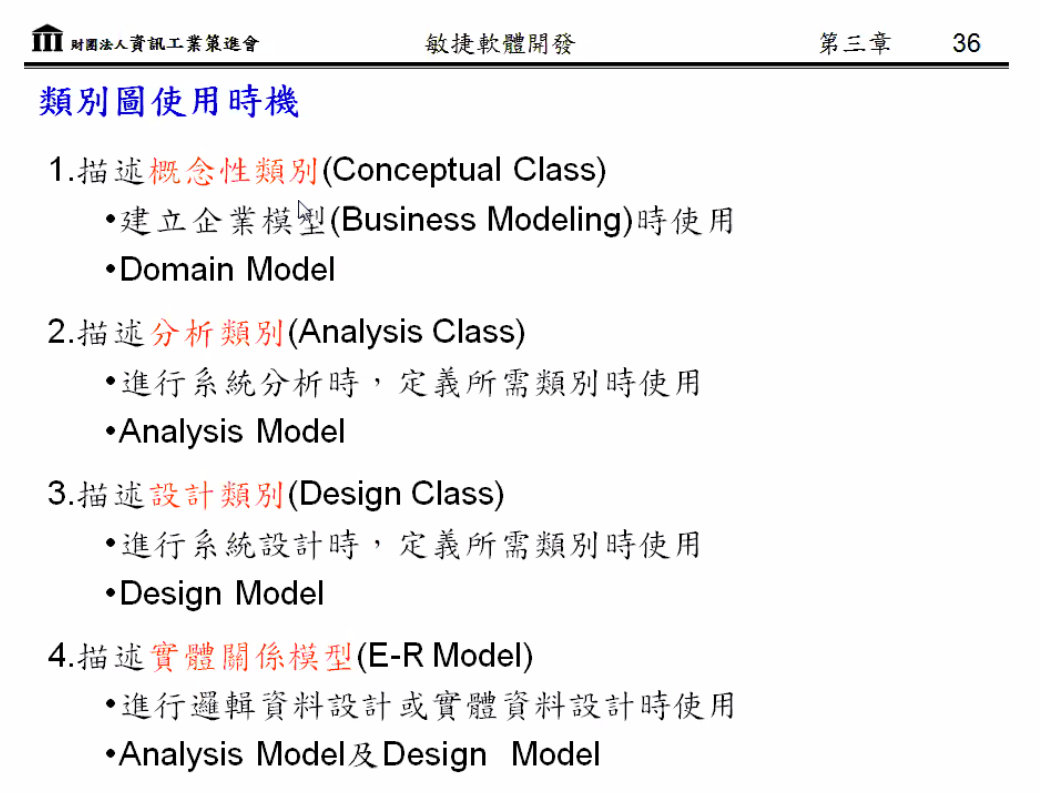 財團法人資訊工業策進會 敏捷軟體開發 第三章 36
類別圖使用時機
1.描述概念性類別(Conceptual Class)
•建立企業模型(Business Modeling)時使用
•Domain Model
2.描述分析類別(Analysis Class)
•進行系統分析時，定義所需類別時使用
•Analysis Model
3.描述設計類別(Design Class)
•進行系統設計時，定義所需類別時使用
•Design Model
4.描述實體關係模型(E-R Model)
•進行邏輯資料設計或實體資料設計時使用
•Analysis Model及Design Model